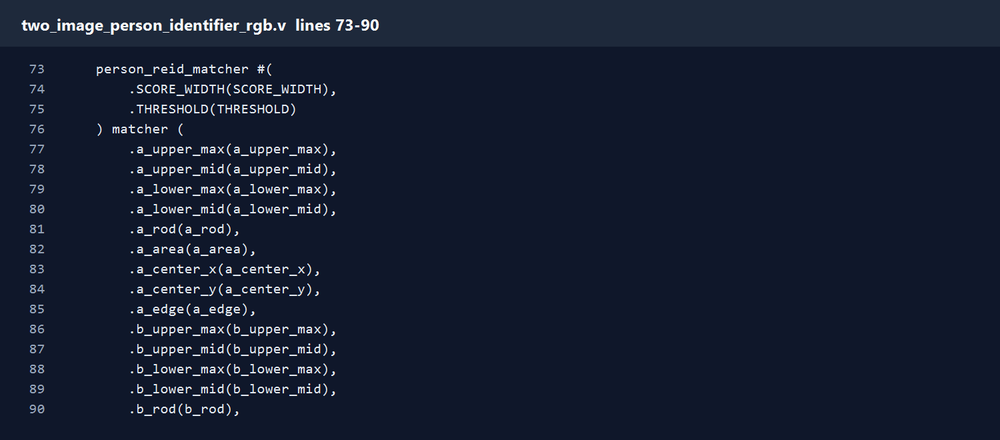 two_image_person_identifier_rgb.v  lines 73-90
73 person_reid_matcher #(
74 .SCORE_WIDTH(SCORE_WIDTH),
75 .THRESHOLD(THRESHOLD)
76 ) matcher (
77 .a_upper_max(a_upper_max),
78 .a_upper_mid(a_upper_mid),
79 .a_lower_max(a_lower_max),
80 .a_lower_mid(a_lower_mid),
81 .a_rod(a_rod),
82 .a_area(a_area),
83 .a_center_x(a_center_x),
84 .a_center_y(a_center_y),
85 .a_edge(a_edge),
86 .b_upper_max(b_upper_max),
87 .b_upper_mid(b_upper_mid),
88 .b_lower_max(b_lower_max),
89 .b_lower_mid(b_lower_mid),
90 .b_rod(b_rod),